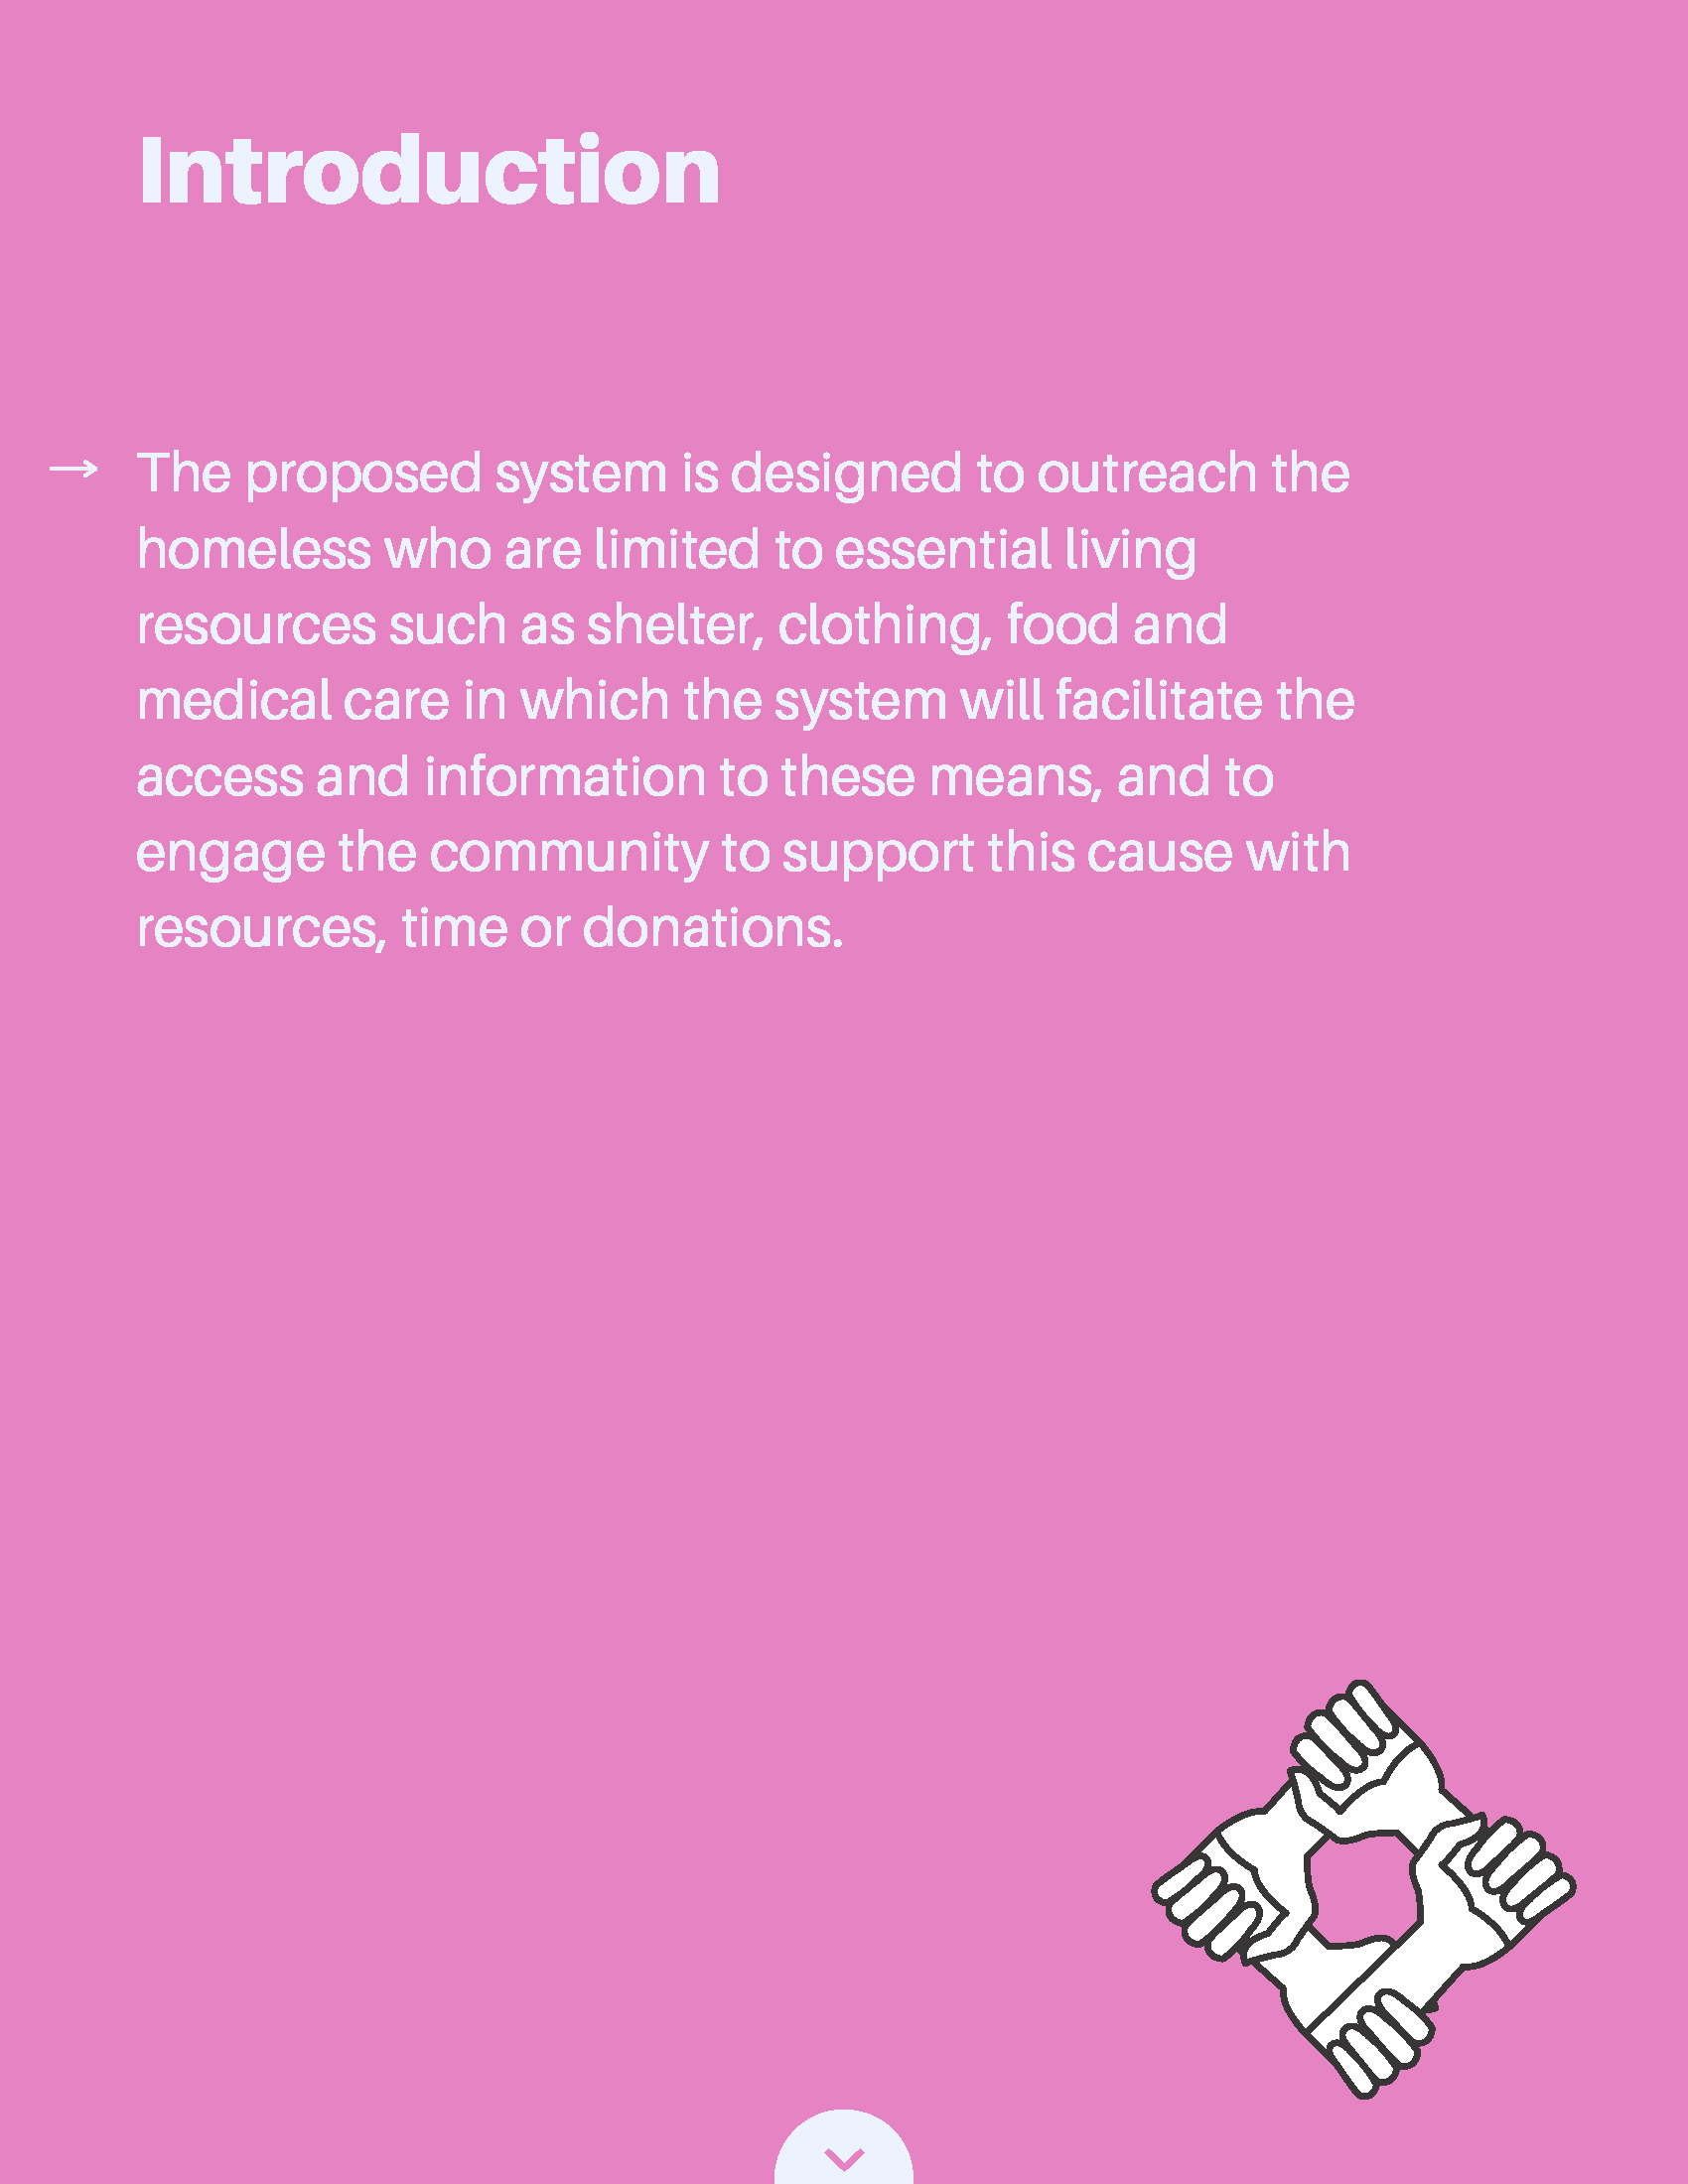 Introduction
→ The proposed system is designed to outreach the
homeless who are limited to essential living
resources such as shelter, clothing, food and
medical care in which the system will facilitate the
access and information to these means, and to
engage the community to support this cause with
resources, time or donations.